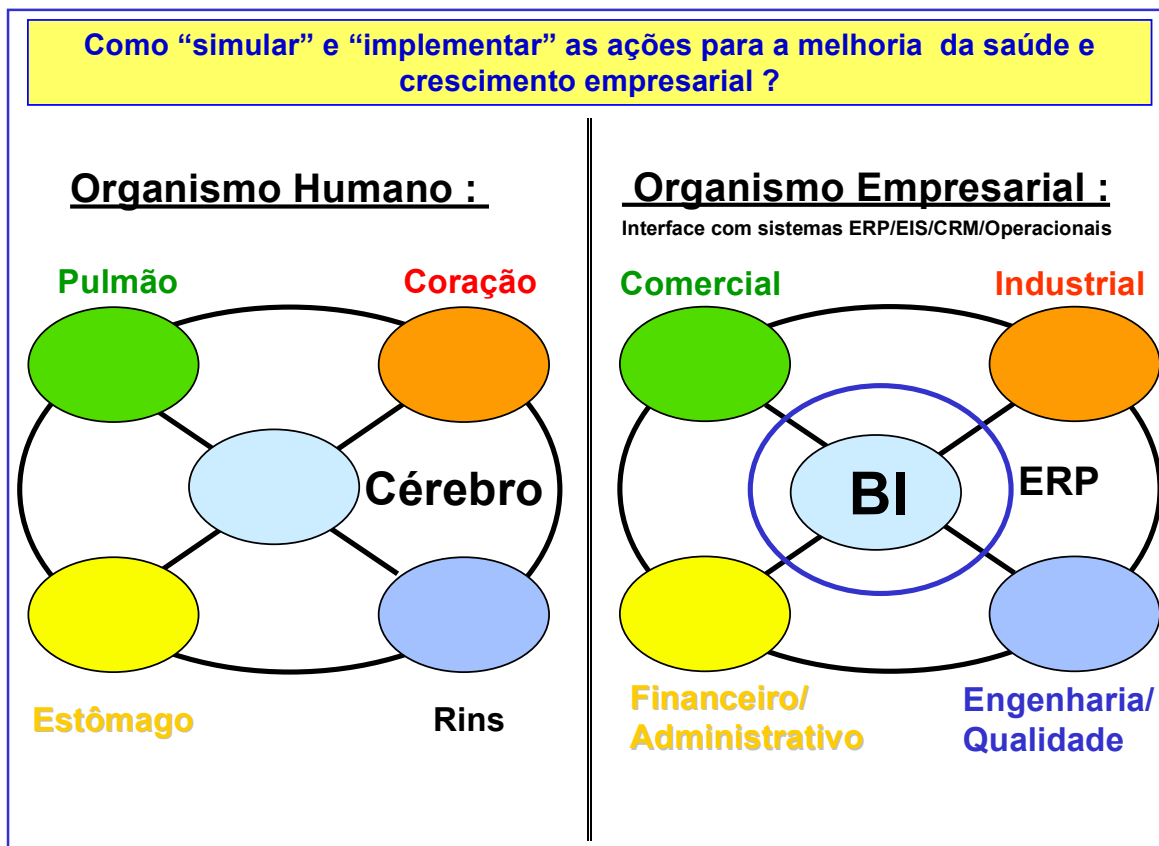 Como “simular” e “implementar” as ações para a melhoria da saúde e
crescimento empresarial ?
Organismo Humano :
Pulmão
Coração
Cérebro
Estômago
Rins
Organismo Empresarial :
Interface com sistemas ERP/EIS/CRM/Operacionais
Comercial
Industrial
BI
ERP
Financeiro/
Administrativo
Engenharia/
Qualidade